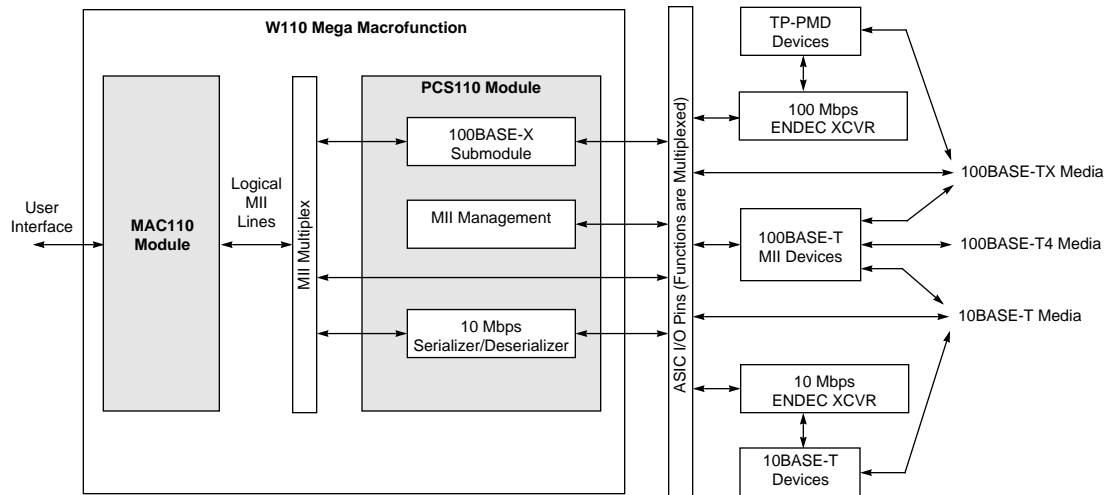 W110 Mega Macrofunction
PCS110 Module
100BASE-X
Submodule
MII Management
10 Mbps
Serializer/Deserializer
User
Interface
MAC110
Module
Logical
MII
Lines
MII Multiplex
ASIC I/O Pins (Functions are Multiplexed)
TP-PMD
Devices
100 Mbps
ENDEC XCVR
100BASE-TX Media
100BASE-T
MII Devices
100BASE-T4 Media
10BASE-T Media
10 Mbps
ENDEC XCVR
10BASE-T
Devices